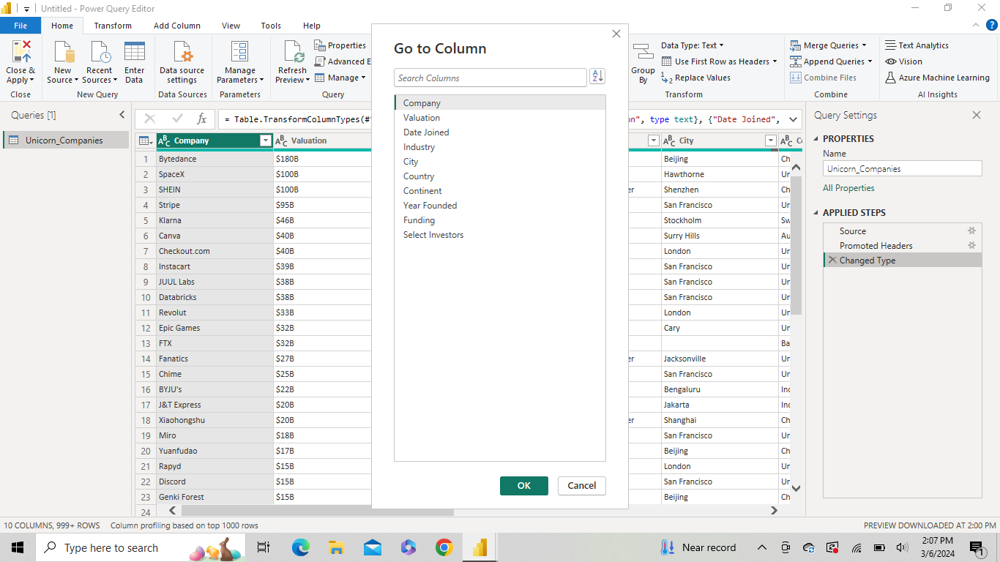 Untitled - Power Query Editor
File Home Transform Add Column View Tools Help
Close & Apply
New Source
Recent Sources
Enter Data
Data source settings
Manage Parameters
Refresh Preview
Properties
Advanced E
Manage
Group By
Data Type: Text
Use First Row as Headers
Replace Values
Merge Queries
Append Queries
Combine Files
Text Analytics
Vision
Azure Machine Learning
Close New Query Data Sources Parameters Query Transform Combine AI Insights
Queries [1]
Unicorn_Companies
fx = Table.TransformColumnTypes(#" n", type text}, {"Date Joined",
Company Valuation City
1 Bytedance $180B Beijing Ch
2 SpaceX $100B Hawthorne Ur
3 SHEIN $100B er Shenzhen Ch
4 Stripe $95B San Francisco Ur
5 Klarna $46B Stockholm Sw
6 Canva $40B Surry Hills Au
7 Checkout.com $40B London Ur
8 Instacart $39B San Francisco Ur
9 JUUL Labs $38B San Francisco Ur
10 Databricks $38B San Francisco Ur
11 Revolut $33B London Ur
12 Epic Games $32B Cary Ur
13 FTX $32B Ba
14 Fanatics $27B er Jacksonville Ur
15 Chime $25B San Francisco Ur
16 BYJU's $22B Bengaluru Inc
17 J&T Express $20B Jakarta Inc
18 Xiaohongshu $20B er Shanghai Ch
19 Miro $18B San Francisco Ur
20 Yuanfudao $17B Beijing Ch
21 Rapyd $15B London Ur
22 Discord $15B San Francisco Ur
23 Genki Forest $15B Beijing Ch
24
Go to Column
Search Columns
Company
Valuation
Date Joined
Industry
City
Country
Continent
Year Founded
Funding
Select Investors
OK Cancel
Query Settings
PROPERTIES
Name
Unicorn_Companies
All Properties
APPLIED STEPS
Source
Promoted Headers
Changed Type
10 COLUMNS, 999+ ROWS Column profiling based on top 1000 rows PREVIEW DOWNLOADED AT 2:00 PM
Type here to search
Near record
2:07 PM
3/6/2024
1